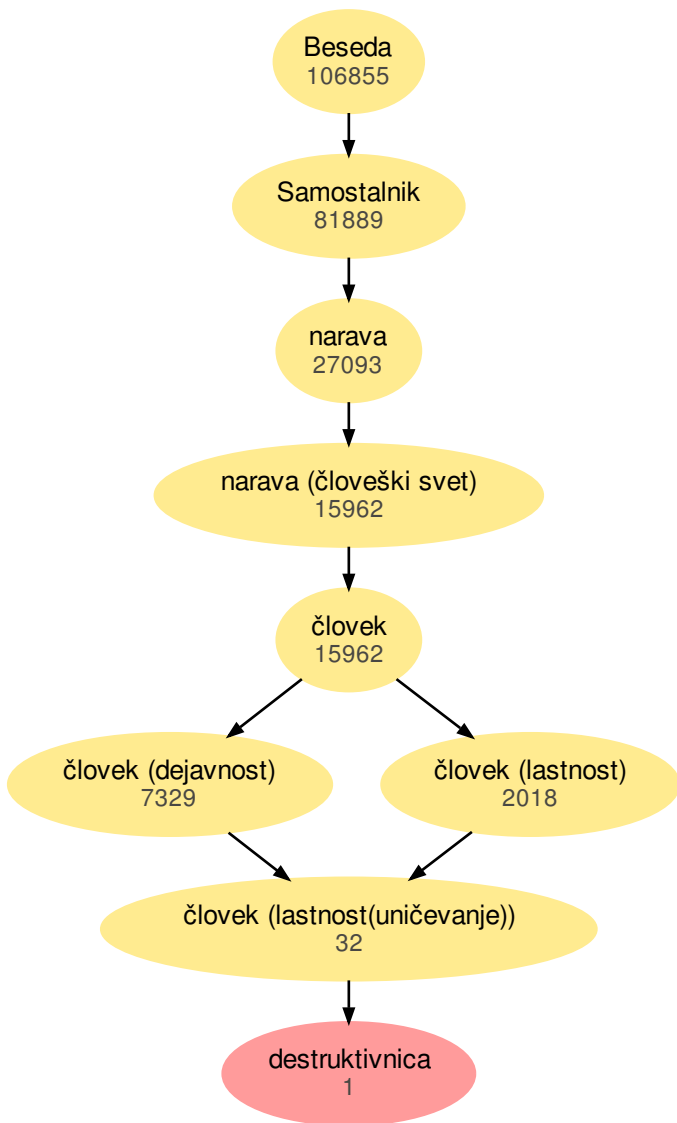 Beseda
106855
Samostalnik
81889
narava
27093
narava (človeški svet)
15962
človek
15962
človek (dejavnost)
7329
človek (lastnost)
2018
človek (lastnost(uničevanje))
32
destruktivnica
1